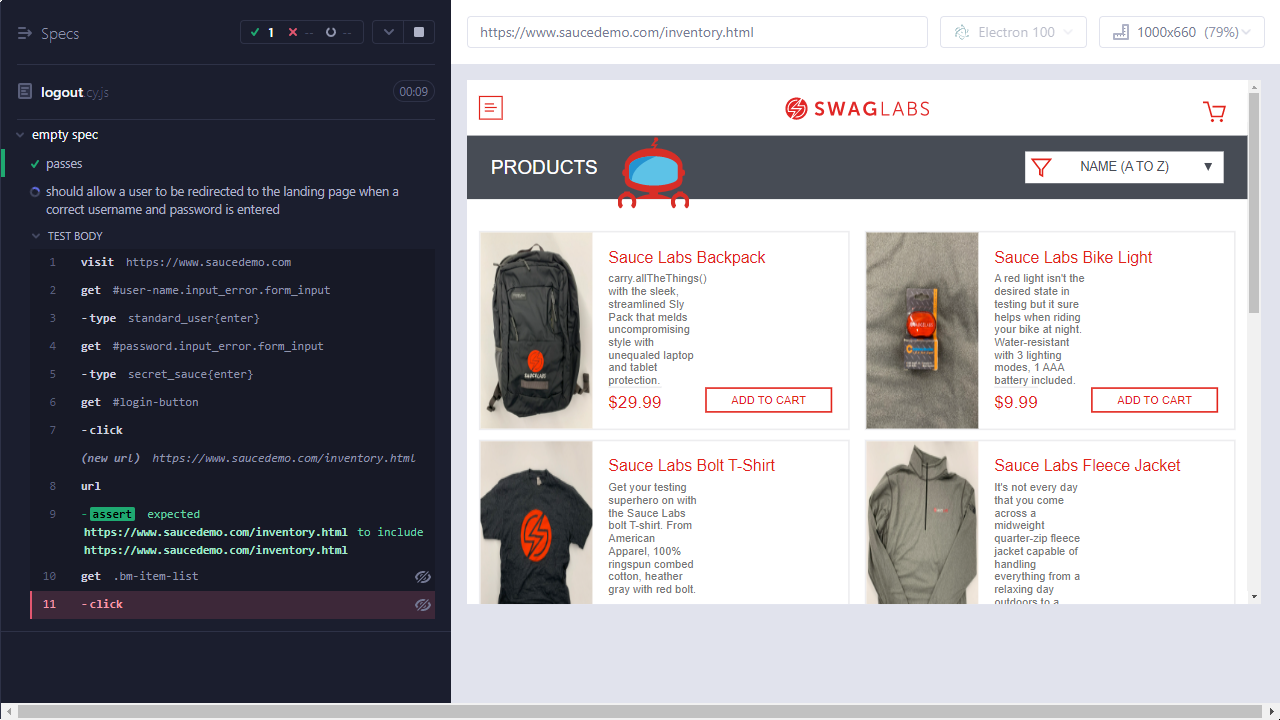 Specs
1 -- --
logout.cy.js 00:09
empty spec
passes
should allow a user to be redirected to the landing page when a
correct username and password is entered
TEST BODY
1 visit https://www.saucedemo.com
2 get #user-name.input_error.form_input
3 -type standard_user{enter}
4 get #password.input_error.form_input
5 -type secret_sauce{enter}
6 get #login-button
7 -click
(new url) https://www.saucedemo.com/inventory.html
8 url
9 -assert expected
https://www.saucedemo.com/inventory.html to include
https://www.saucedemo.com/inventory.html
10 get .bm-item-list
11 -click
https://www.saucedemo.com/inventory.html
Electron 100
1000x660 (79%)
SWAGLABS
PRODUCTS
NAME (A TO Z)
Sauce Labs Backpack
carry.allTheThings()
with the sleek,
streamlined Sly
Pack that melds
uncompromising
style with
unequaled laptop
and tablet
protection.
$29.99
ADD TO CART
Sauce Labs Bike Light
A red light isn't the
desired state in
testing but it sure
helps when riding
your bike at night.
Water-resistant
with 3 lighting
modes, 1 AAA
battery included.
$9.99
ADD TO CART
Sauce Labs Bolt T-Shirt
Get your testing
superhero on with
the Sauce Labs
bolt T-shirt. From
American
Apparel, 100%
ringspun combed
cotton, heather
gray with red bolt.
Sauce Labs Fleece Jacket
It's not every day
that you come
across a
midweight
quarter-zip fleece
jacket capable of
handling
everything from a
relaxing day
outdoors to a